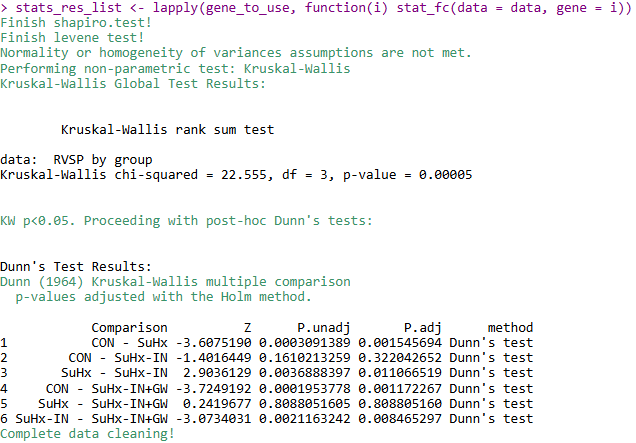 > stats_res_list <- lapply(gene_to_use, function(i) stat_fc(data = data, gene = i))
Finish shapiro.test!
Finish levene test!
Normality or homogeneity of variances assumptions are not met.
Performing non-parametric test: Kruskal-Wallis
Kruskal-Wallis Global Test Results:
Kruskal-Wallis rank sum test
data:  RVSP by group
Kruskal-Wallis chi-squared = 22.555, df = 3, p-value = 0.00005
KW p<0.05. Proceeding with post-hoc Dunn's tests:
Dunn's Test Results:
Dunn (1964) Kruskal-Wallis multiple comparison
p-values adjusted with the Holm method.
Comparison Z P.unadj P.adj method
1 CON - SuHx -3.6075190 0.0003091389 0.001545694 Dunn's test
2 CON - SuHx-IN -1.4016449 0.1610213259 0.322042652 Dunn's test
3 SuHx - SuHx-IN 2.9036129 0.0036888397 0.011066519 Dunn's test
4 CON - SuHx-IN+GW -3.7249192 0.0001953778 0.001172267 Dunn's test
5 SuHx - SuHx-IN+GW 0.2419677 0.8088051605 0.808805160 Dunn's test
6 SuHx-IN - SuHx-IN+GW -3.0734031 0.0021163242 0.008465297 Dunn's test
Complete data cleaning!